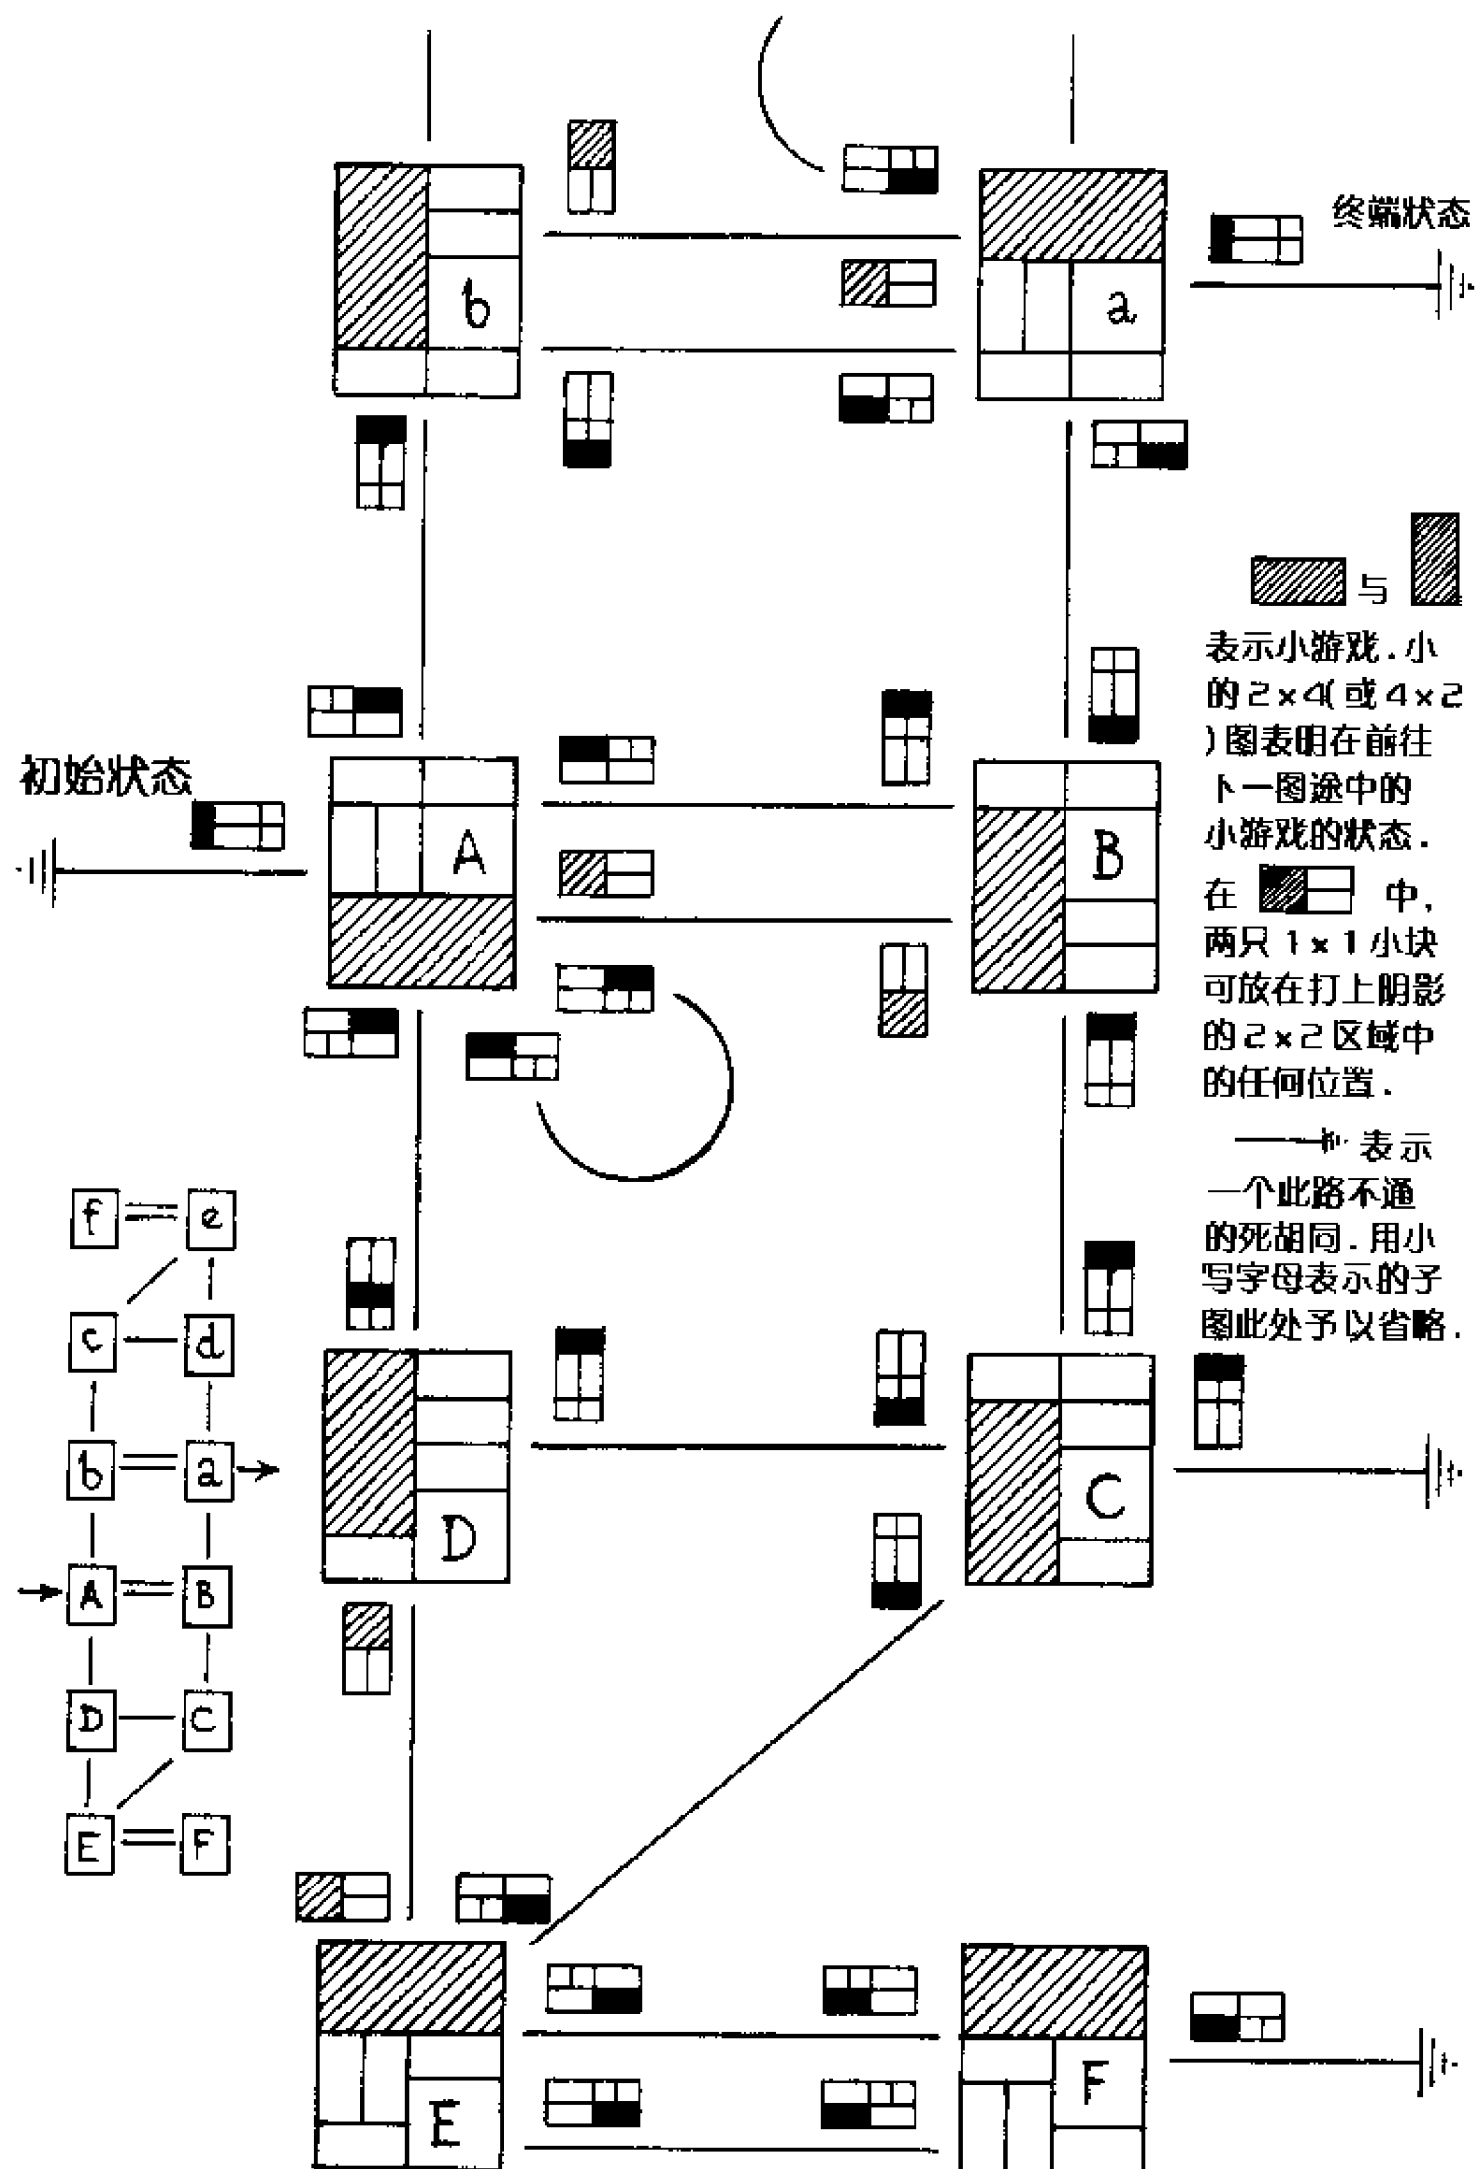 b
a
终端状态
与
表示小游戏.小
的2×4(或4×2
)图表明在前往
下一图途中的
小游戏的状态.
在 中,
两只1×1小块
可放在打上阴影
的2×2区域中
的任何位置.
表示
一个此路不通
的死胡同.用小
写字母表示的子
图此处予以省略.
初始状态
A
B
D
C
E
F
f e
c d
b a
A B
D C
E F